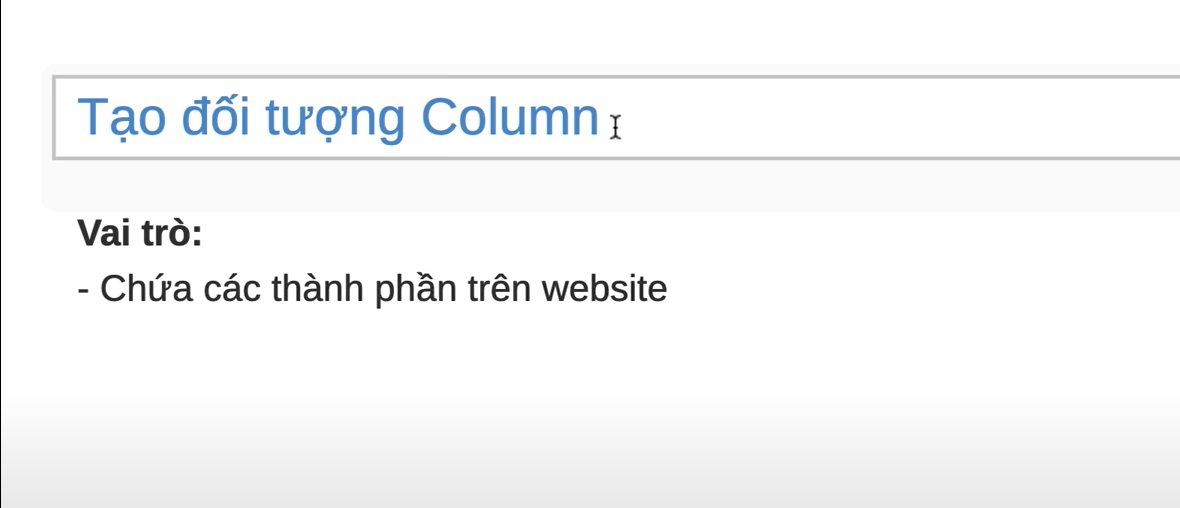 Tạo đối tượng Column
Vai trò:
- Chứa các thành phần trên website